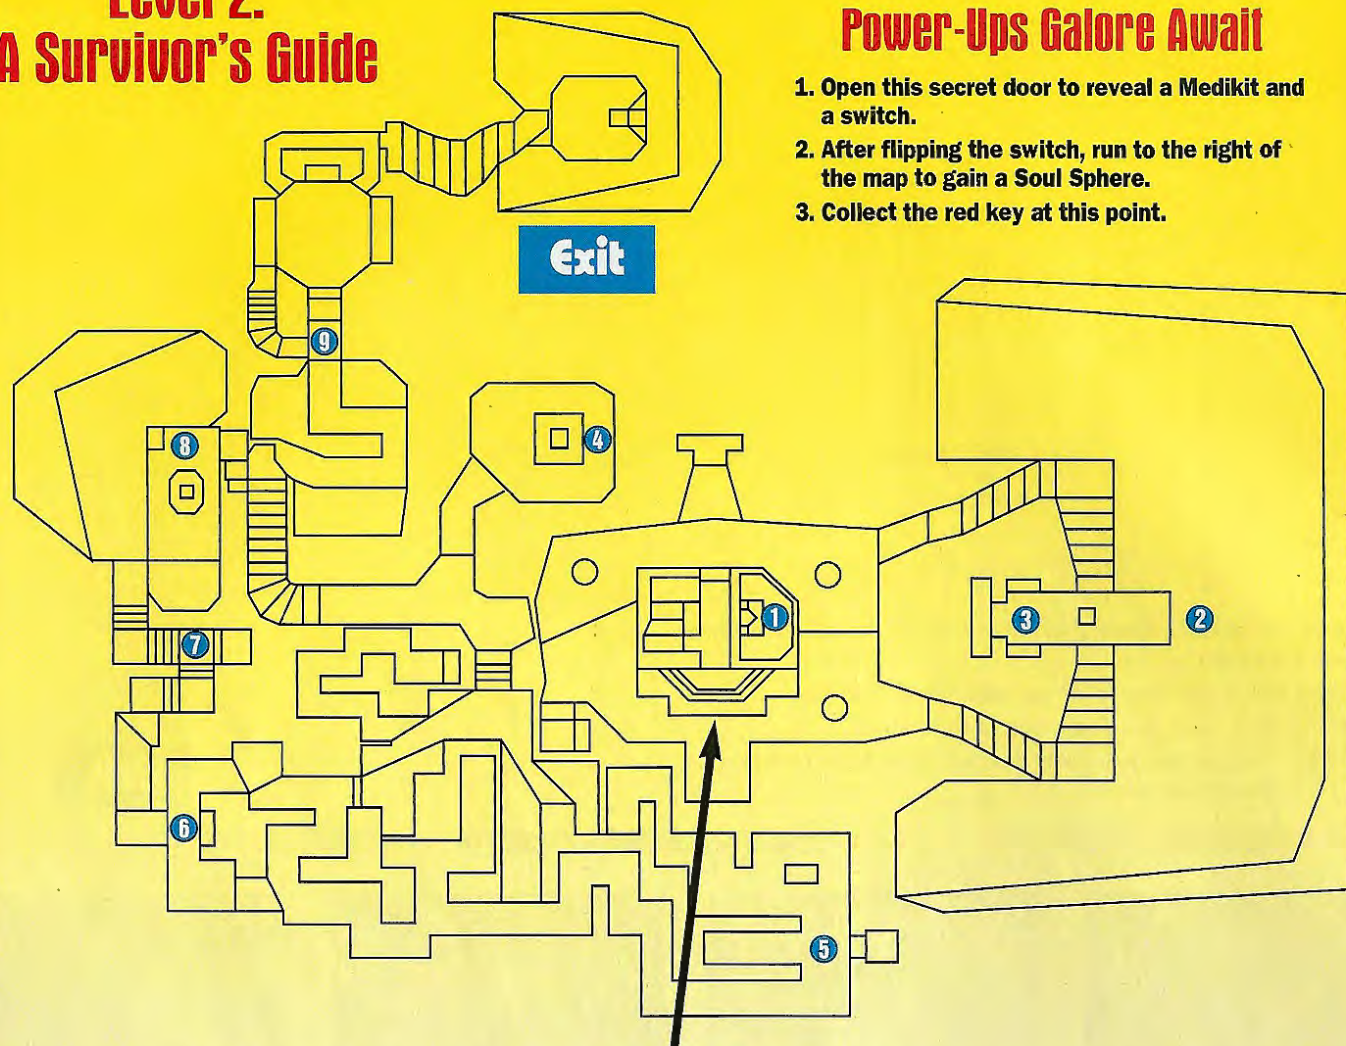 Level 2:
A Survivor's Guide
Power-Ups Galore Await
1. Open this secret door to reveal a Medikit and
a switch.
2. After flipping the switch, run to the right of
the map to gain a Soul Sphere.
3. Collect the red key at this point.
Exit
9
4
8
1
3
2
7
6
5